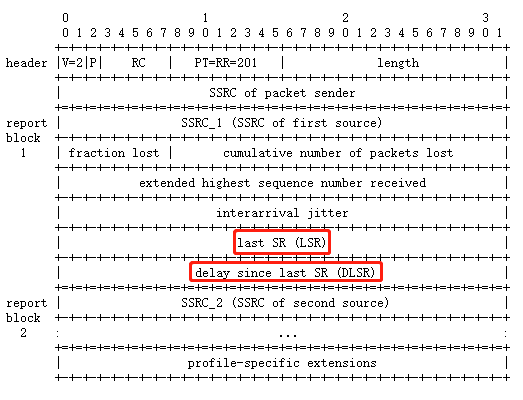 0                   1                   2                   3
        0 1 2 3 4 5 6 7 8 9 0 1 2 3 4 5 6 7 8 9 0 1 2 3 4 5 6 7 8 9 0 1
       +-+-+-+-+-+-+-+-+-+-+-+-+-+-+-+-+-+-+-+-+-+-+-+-+-+-+-+-+-+-+-+-+
header |V=2|P|    RC   |   PT=RR=201   |             length            |
       +-+-+-+-+-+-+-+-+-+-+-+-+-+-+-+-+-+-+-+-+-+-+-+-+-+-+-+-+-+-+-+-+
       |                     SSRC of packet sender                     |
       +=+=+=+=+=+=+=+=+=+=+=+=+=+=+=+=+=+=+=+=+=+=+=+=+=+=+=+=+=+=+=+=+
report |                 SSRC_1 (SSRC of first source)                 |
block  +-+-+-+-+-+-+-+-+-+-+-+-+-+-+-+-+-+-+-+-+-+-+-+-+-+-+-+-+-+-+-+-+
  1    | fraction lost |       cumulative number of packets lost       |
       +-+-+-+-+-+-+-+-+-+-+-+-+-+-+-+-+-+-+-+-+-+-+-+-+-+-+-+-+-+-+-+-+
       |           extended highest sequence number received           |
       +-+-+-+-+-+-+-+-+-+-+-+-+-+-+-+-+-+-+-+-+-+-+-+-+-+-+-+-+-+-+-+-+
       |                      interarrival jitter                      |
       +-+-+-+-+-+-+-+-+-+-+-+-+-+-+-+-+-+-+-+-+-+-+-+-+-+-+-+-+-+-+-+-+
       |                         last SR (LSR)                         |
       +-+-+-+-+-+-+-+-+-+-+-+-+-+-+-+-+-+-+-+-+-+-+-+-+-+-+-+-+-+-+-+-+
       |                   delay since last SR (DLSR)                  |
       +=+=+=+=+=+=+=+=+=+=+=+=+=+=+=+=+=+=+=+=+=+=+=+=+=+=+=+=+=+=+=+=+
report |                 SSRC_2 (SSRC of second source)                |
block  +-+-+-+-+-+-+-+-+-+-+-+-+-+-+-+-+-+-+-+-+-+-+-+-+-+-+-+-+-+-+-+-+
  2    :                               ...                             :
       +=+=+=+=+=+=+=+=+=+=+=+=+=+=+=+=+=+=+=+=+=+=+=+=+=+=+=+=+=+=+=+=+
       |                  profile-specific extensions                  |
       +-+-+-+-+-+-+-+-+-+-+-+-+-+-+-+-+-+-+-+-+-+-+-+-+-+-+-+-+-+-+-+-+